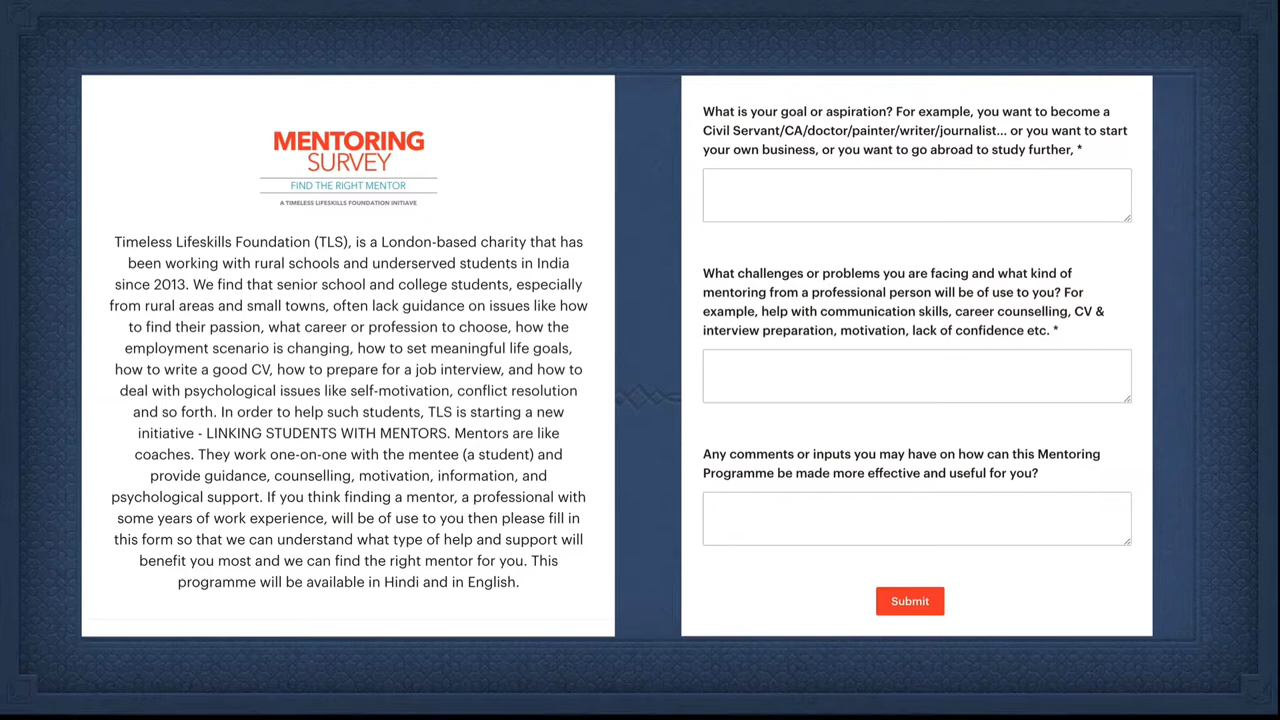 MENTORING
SURVEY
FIND THE RIGHT MENTOR
A TIMELESS LIFESKILLS FOUNDATION INITIAVE
Timeless Lifeskills Foundation (TLS), is a London-based charity that has
been working with rural schools and underserved students in India
since 2013. We find that senior school and college students, especially
from rural areas and small towns, often lack guidance on issues like how
to find their passion, what career or profession to choose, how the
employment scenario is changing, how to set meaningful life goals,
how to write a good CV, how to prepare for a job interview, and how to
deal with psychological issues like self-motivation, conflict resolution
and so forth. In order to help such students, TLS is starting a new
initiative - LINKING STUDENTS WITH MENTORS. Mentors are like
coaches. They work one-on-one with the mentee (a student) and
provide guidance, counselling, motivation, information, and
psychological support. If you think finding a mentor, a professional with
some years of work experience, will be of use to you then please fill in
this form so that we can understand what type of help and support will
benefit you most and we can find the right mentor for you. This
programme will be available in Hindi and in English.
What is your goal or aspiration? For example, you want to become a
Civil Servant/CA/doctor/painter/writer/journalist... or you want to start
your own business, or you want to go abroad to study further, *
What challenges or problems you are facing and what kind of
mentoring from a professional person will be of use to you? For
example, help with communication skills, career counselling, CV &
interview preparation, motivation, lack of confidence etc. *
Any comments or inputs you may have on how can this Mentoring
Programme be made more effective and useful for you?
Submit